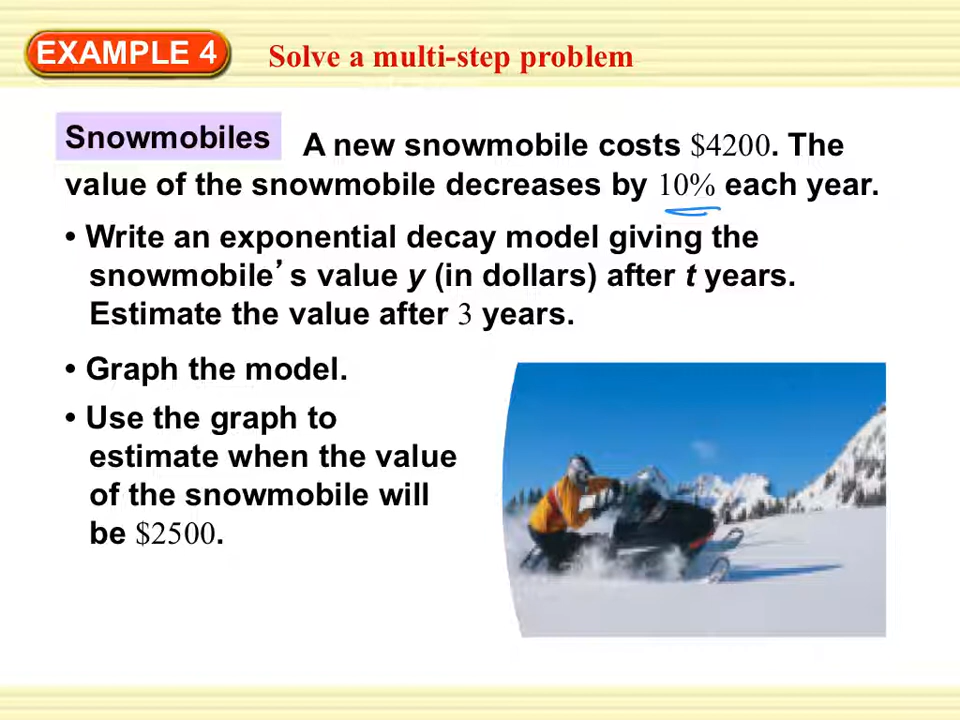 EXAMPLE 4
Solve a multi-step problem
Snowmobiles
A new snowmobile costs $4200. The
value of the snowmobile decreases by 10% each year.
• Write an exponential decay model giving the
snowmobile’s value y (in dollars) after t years.
Estimate the value after 3 years.
• Graph the model.
• Use the graph to
estimate when the value
of the snowmobile will
be $2500.